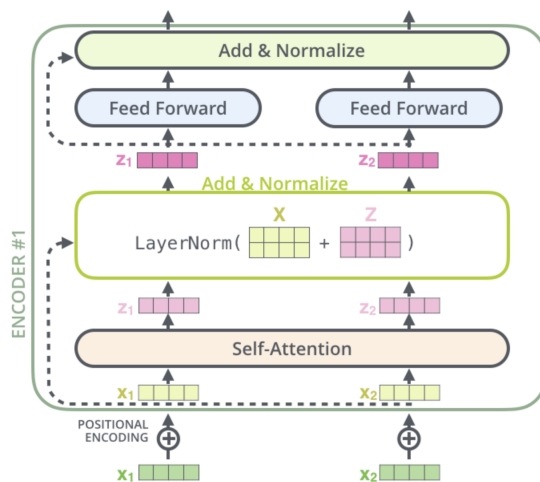 Add & Normalize
Feed Forward Feed Forward
z1 z2
Add & Normalize
X Z
LayerNorm( + )
ENCODER #1
z1 z2
Self-Attention
x1 x2
POSITIONAL
ENCODING
x1 x2